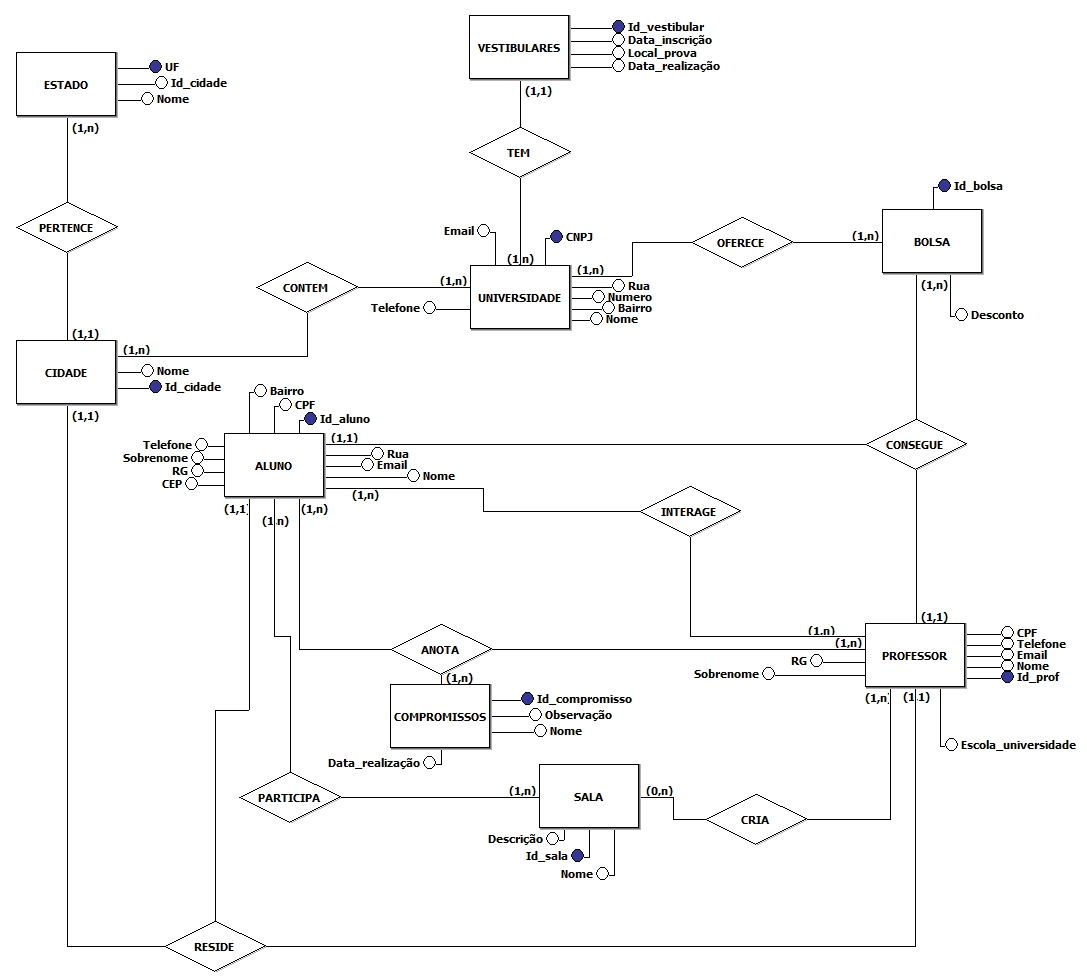 VESTIBULARES
Id_vestibular
Data_inscrição
Local_prova
Data_realização
(1,1)
ESTADO
UF
Id_cidade
Nome
(1,n)
TEM
PERTENCE
Id_bolsa
BOLSA
(1,n)
(1,n)
Desconto
OFERECE
Email
CNPJ
(1,n)
(1,n)
(1,n)
UNIVERSIDADE
Rua
Numero
Bairro
Nome
Telefone
CONTEM
(1,1)
(1,n)
CIDADE
Nome
Id_cidade
(1,1)
Bairro
CPF
Id_aluno
Telefone
Sobrenome
RG
CEP
ALUNO
(1,1)
Rua
Email
Nome
(1,n)
(1,1)
(1,n)
(1,n)
CONSEGUE
INTERAGE
(1,1)
(1,n)
(1,n)
RG
Sobrenome
PROFESSOR
CPF
Telefone
Email
Nome
Id_prof
(1,n)
(1,1)
Escola_universidade
ANOTA
(1,n)
COMPROMISSOS
Id_compromisso
Observação
Nome
Data_realização
PARTICIPA
(1,n)
SALA
(0,n)
CRIA
Descrição
Id_sala
Nome
RESIDE